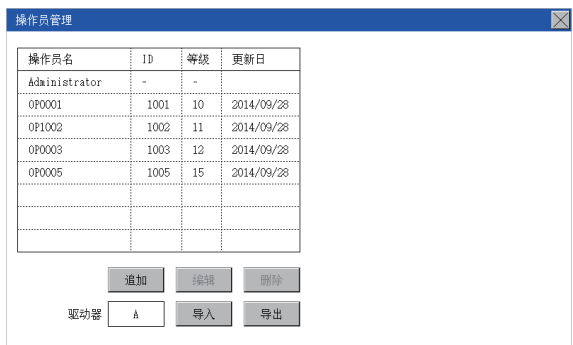 操作员管理
操作员名 ID 等级 更新日
Administrator - -
OP0001 1001 10 2014/09/28
OP1002 1002 11 2014/09/28
OP0003 1003 12 2014/09/28
OP0005 1005 15 2014/09/28
追加 编辑 删除
驱动器 A 导入 导出